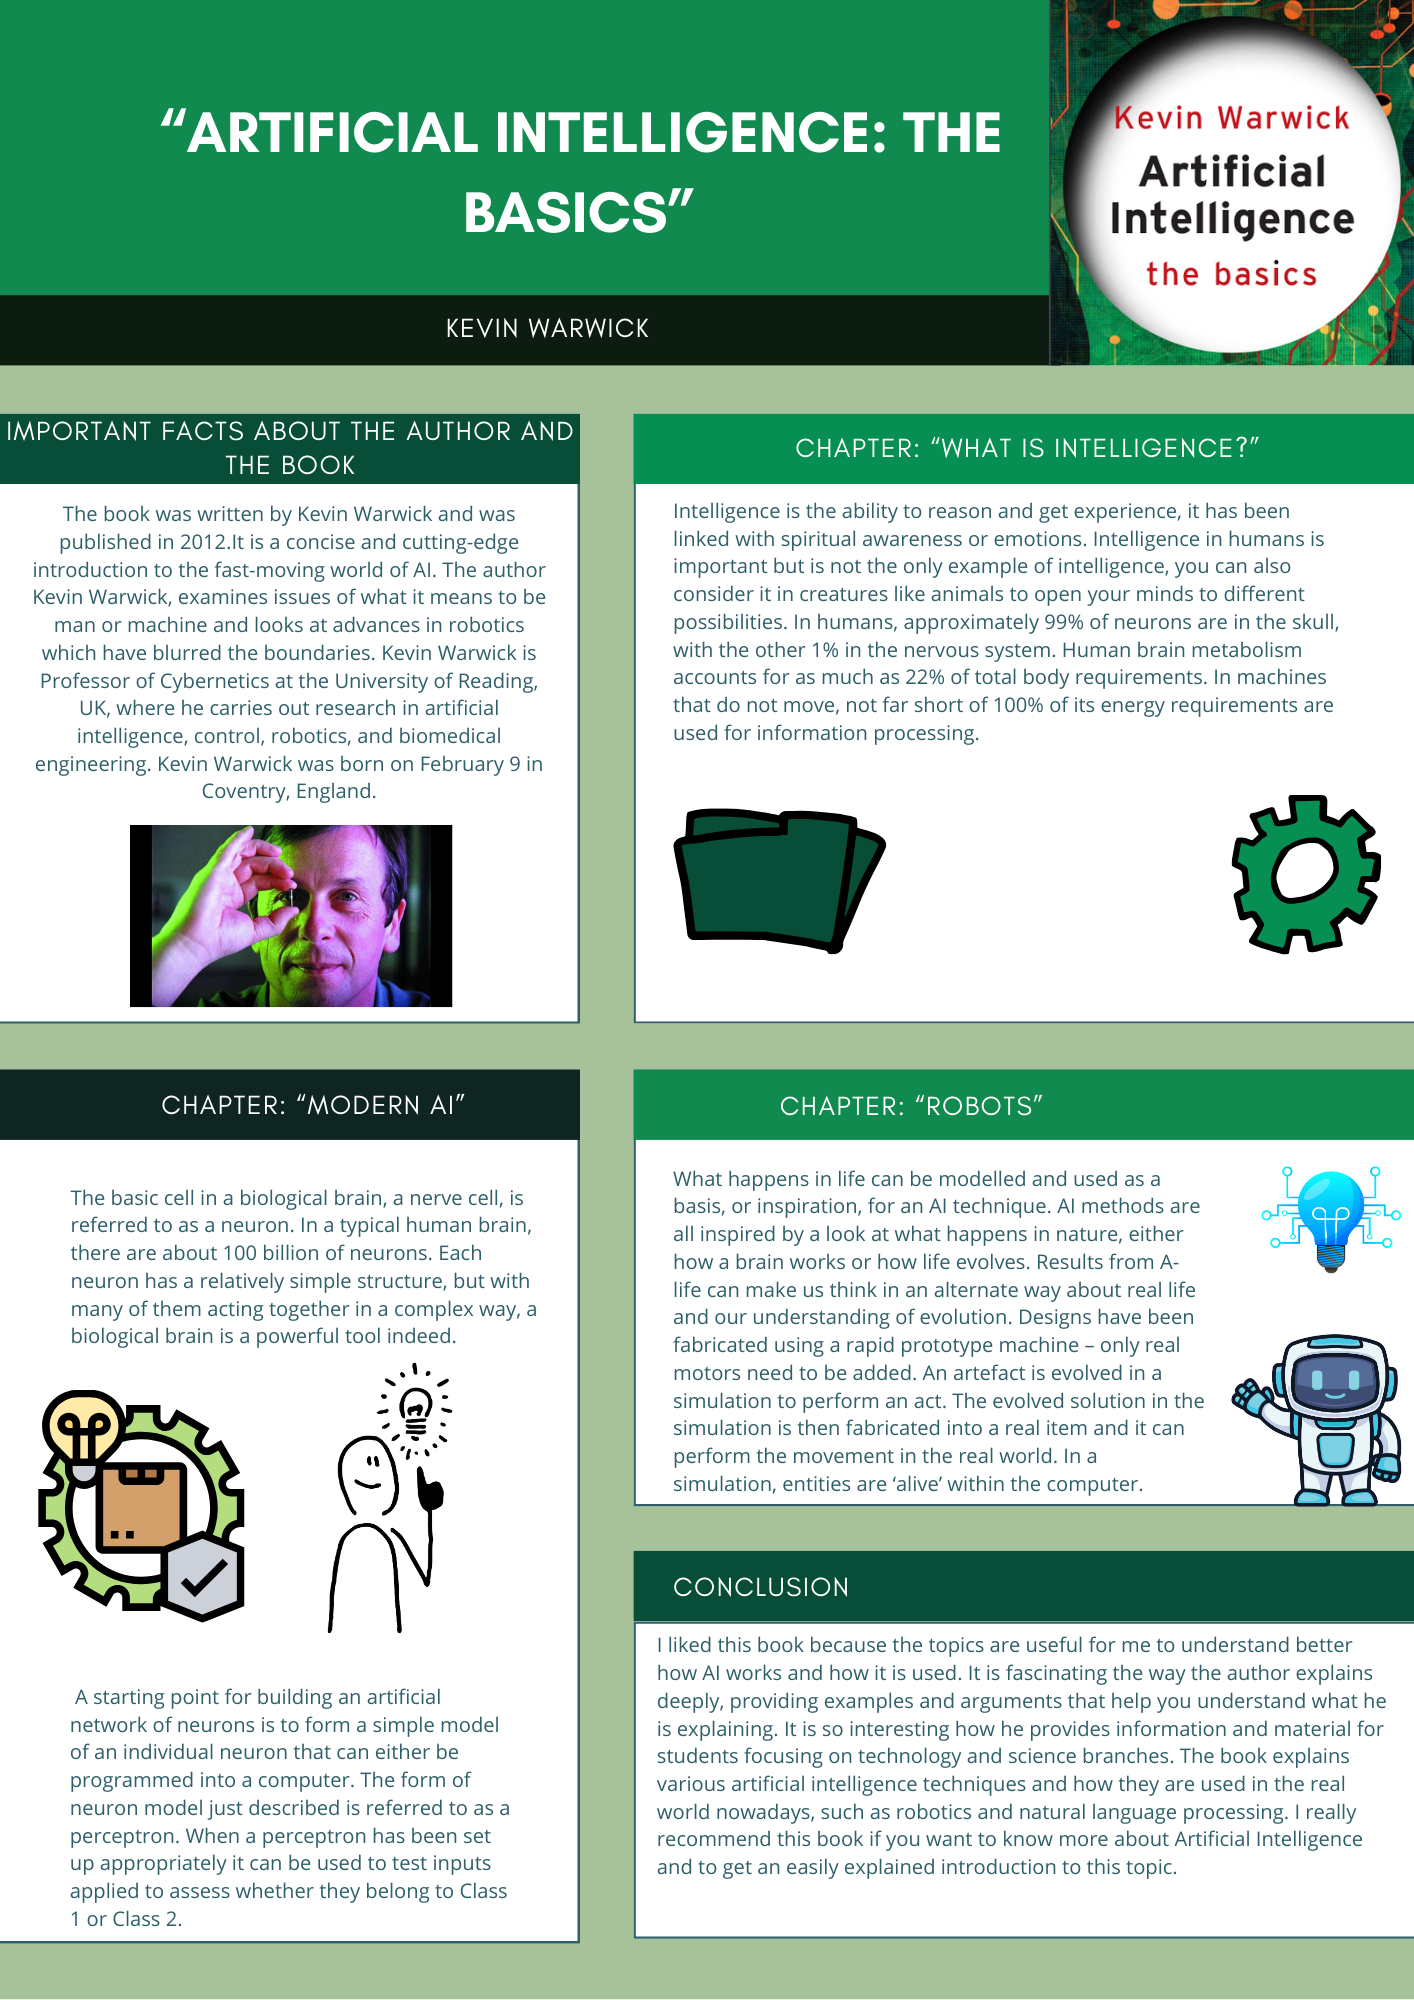 “ARTIFICIAL INTELLIGENCE: THE
BASICS”
KEVIN WARWICK
Kevin Warwick
Artificial
Intelligence
the basics
IMPORTANT FACTS ABOUT THE AUTHOR AND
THE BOOK
The book was written by Kevin Warwick and was
published in 2012.It is a concise and cutting-edge
introduction to the fast-moving world of AI. The author
Kevin Warwick, examines issues of what it means to be
man or machine and looks at advances in robotics
which have blurred the boundaries. Kevin Warwick is
Professor of Cybernetics at the University of Reading,
UK, where he carries out research in artificial
intelligence, control, robotics, and biomedical
engineering. Kevin Warwick was born on February 9 in
Coventry, England.
CHAPTER: “WHAT IS INTELLIGENCE?”
Intelligence is the ability to reason and get experience, it has been
linked with spiritual awareness or emotions. Intelligence in humans is
important but is not the only example of intelligence, you can also
consider it in creatures like animals to open your minds to different
possibilities. In humans, approximately 99% of neurons are in the skull,
with the other 1% in the nervous system. Human brain metabolism
accounts for as much as 22% of total body requirements. In machines
that do not move, not far short of 100% of its energy requirements are
used for information processing.
CHAPTER: “MODERN AI”
The basic cell in a biological brain, a nerve cell, is
referred to as a neuron. In a typical human brain,
there are about 100 billion of neurons. Each
neuron has a relatively simple structure, but with
many of them acting together in a complex way, a
biological brain is a powerful tool indeed.
A starting point for building an artificial
network of neurons is to form a simple model
of an individual neuron that can either be
programmed into a computer. The form of
neuron model just described is referred to as a
perceptron. When a perceptron has been set
up appropriately it can be used to test inputs
applied to assess whether they belong to Class
1 or Class 2.
CHAPTER: “ROBOTS”
What happens in life can be modelled and used as a
basis, or inspiration, for an AI technique. AI methods are
all inspired by a look at what happens in nature, either
how a brain works or how life evolves. Results from A-
life can make us think in an alternate way about real life
and our understanding of evolution. Designs have been
fabricated using a rapid prototype machine – only real
motors need to be added. An artefact is evolved in a
simulation to perform an act. The evolved solution in the
simulation is then fabricated into a real item and it can
perform the movement in the real world. In a
simulation, entities are ‘alive’ within the computer.
CONCLUSION
I liked this book because the topics are useful for me to understand better
how AI works and how it is used. It is fascinating the way the author explains
deeply, providing examples and arguments that help you understand what he
is explaining. It is so interesting how he provides information and material for
students focusing on technology and science branches. The book explains
various artificial intelligence techniques and how they are used in the real
world nowadays, such as robotics and natural language processing. I really
recommend this book if you want to know more about Artificial Intelligence
and to get an easily explained introduction to this topic.